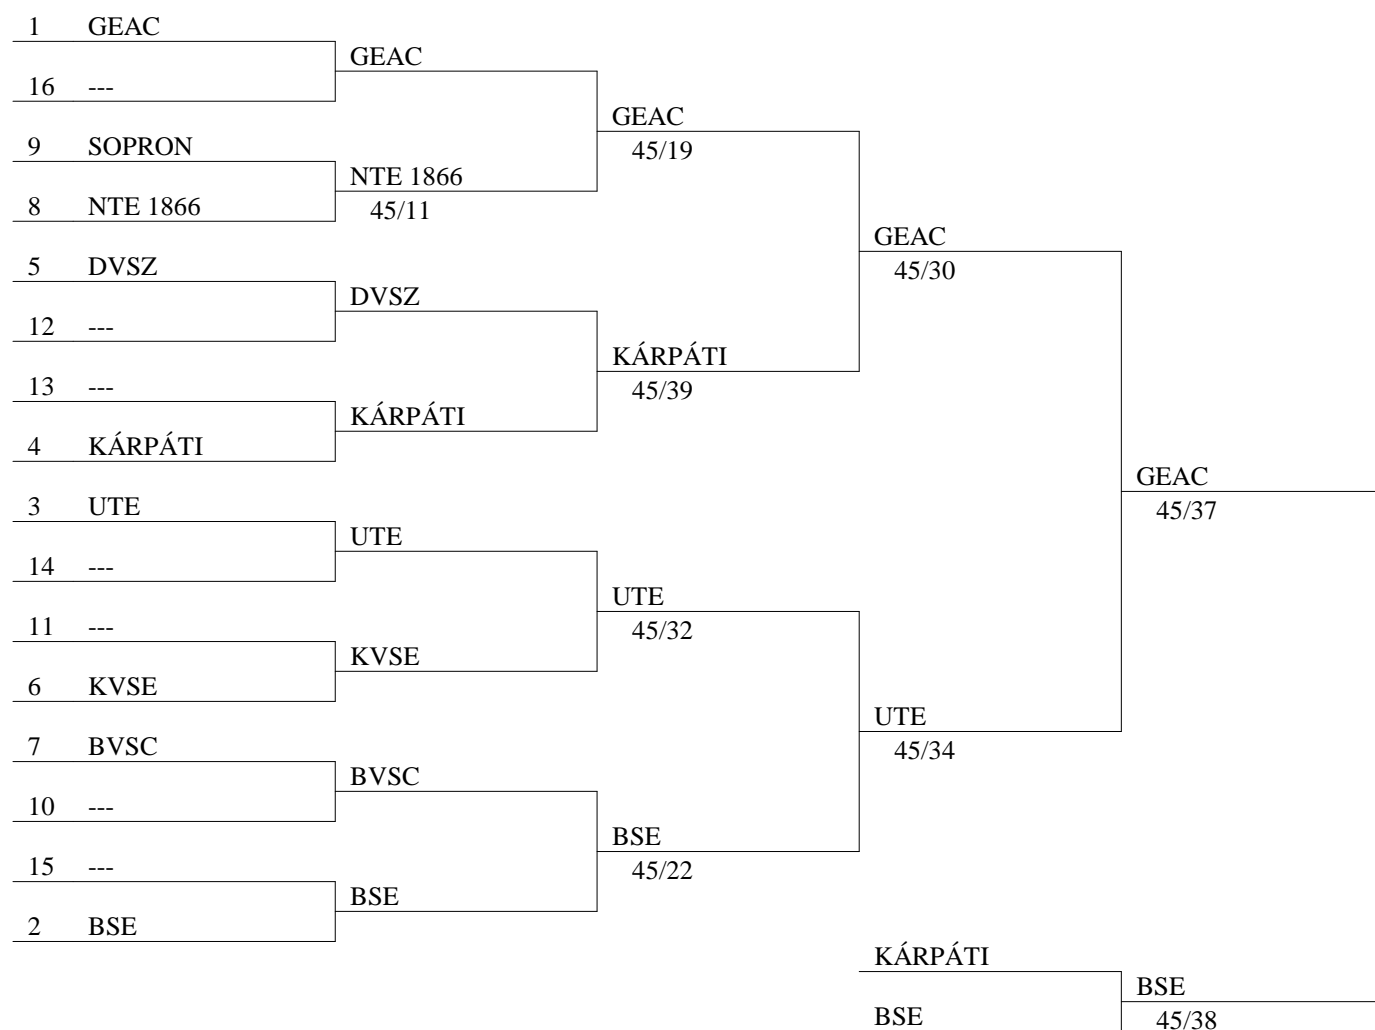 1 GEAC
GEAC
16 ---
GEAC
45/19
9 SOPRON
NTE 1866
45/11
8 NTE 1866
GEAC
45/30
5 DVSZ
DVSZ
12 ---
KÁRPÁTI
45/39
13 ---
KÁRPÁTI
4 KÁRPÁTI
GEAC
45/37
3 UTE
UTE
14 ---
UTE
45/32
11 ---
KVSE
6 KVSE
UTE
45/34
7 BVSC
BVSC
10 ---
BSE
45/22
15 ---
BSE
2 BSE
KÁRPÁTI
BSE
45/38
BSE